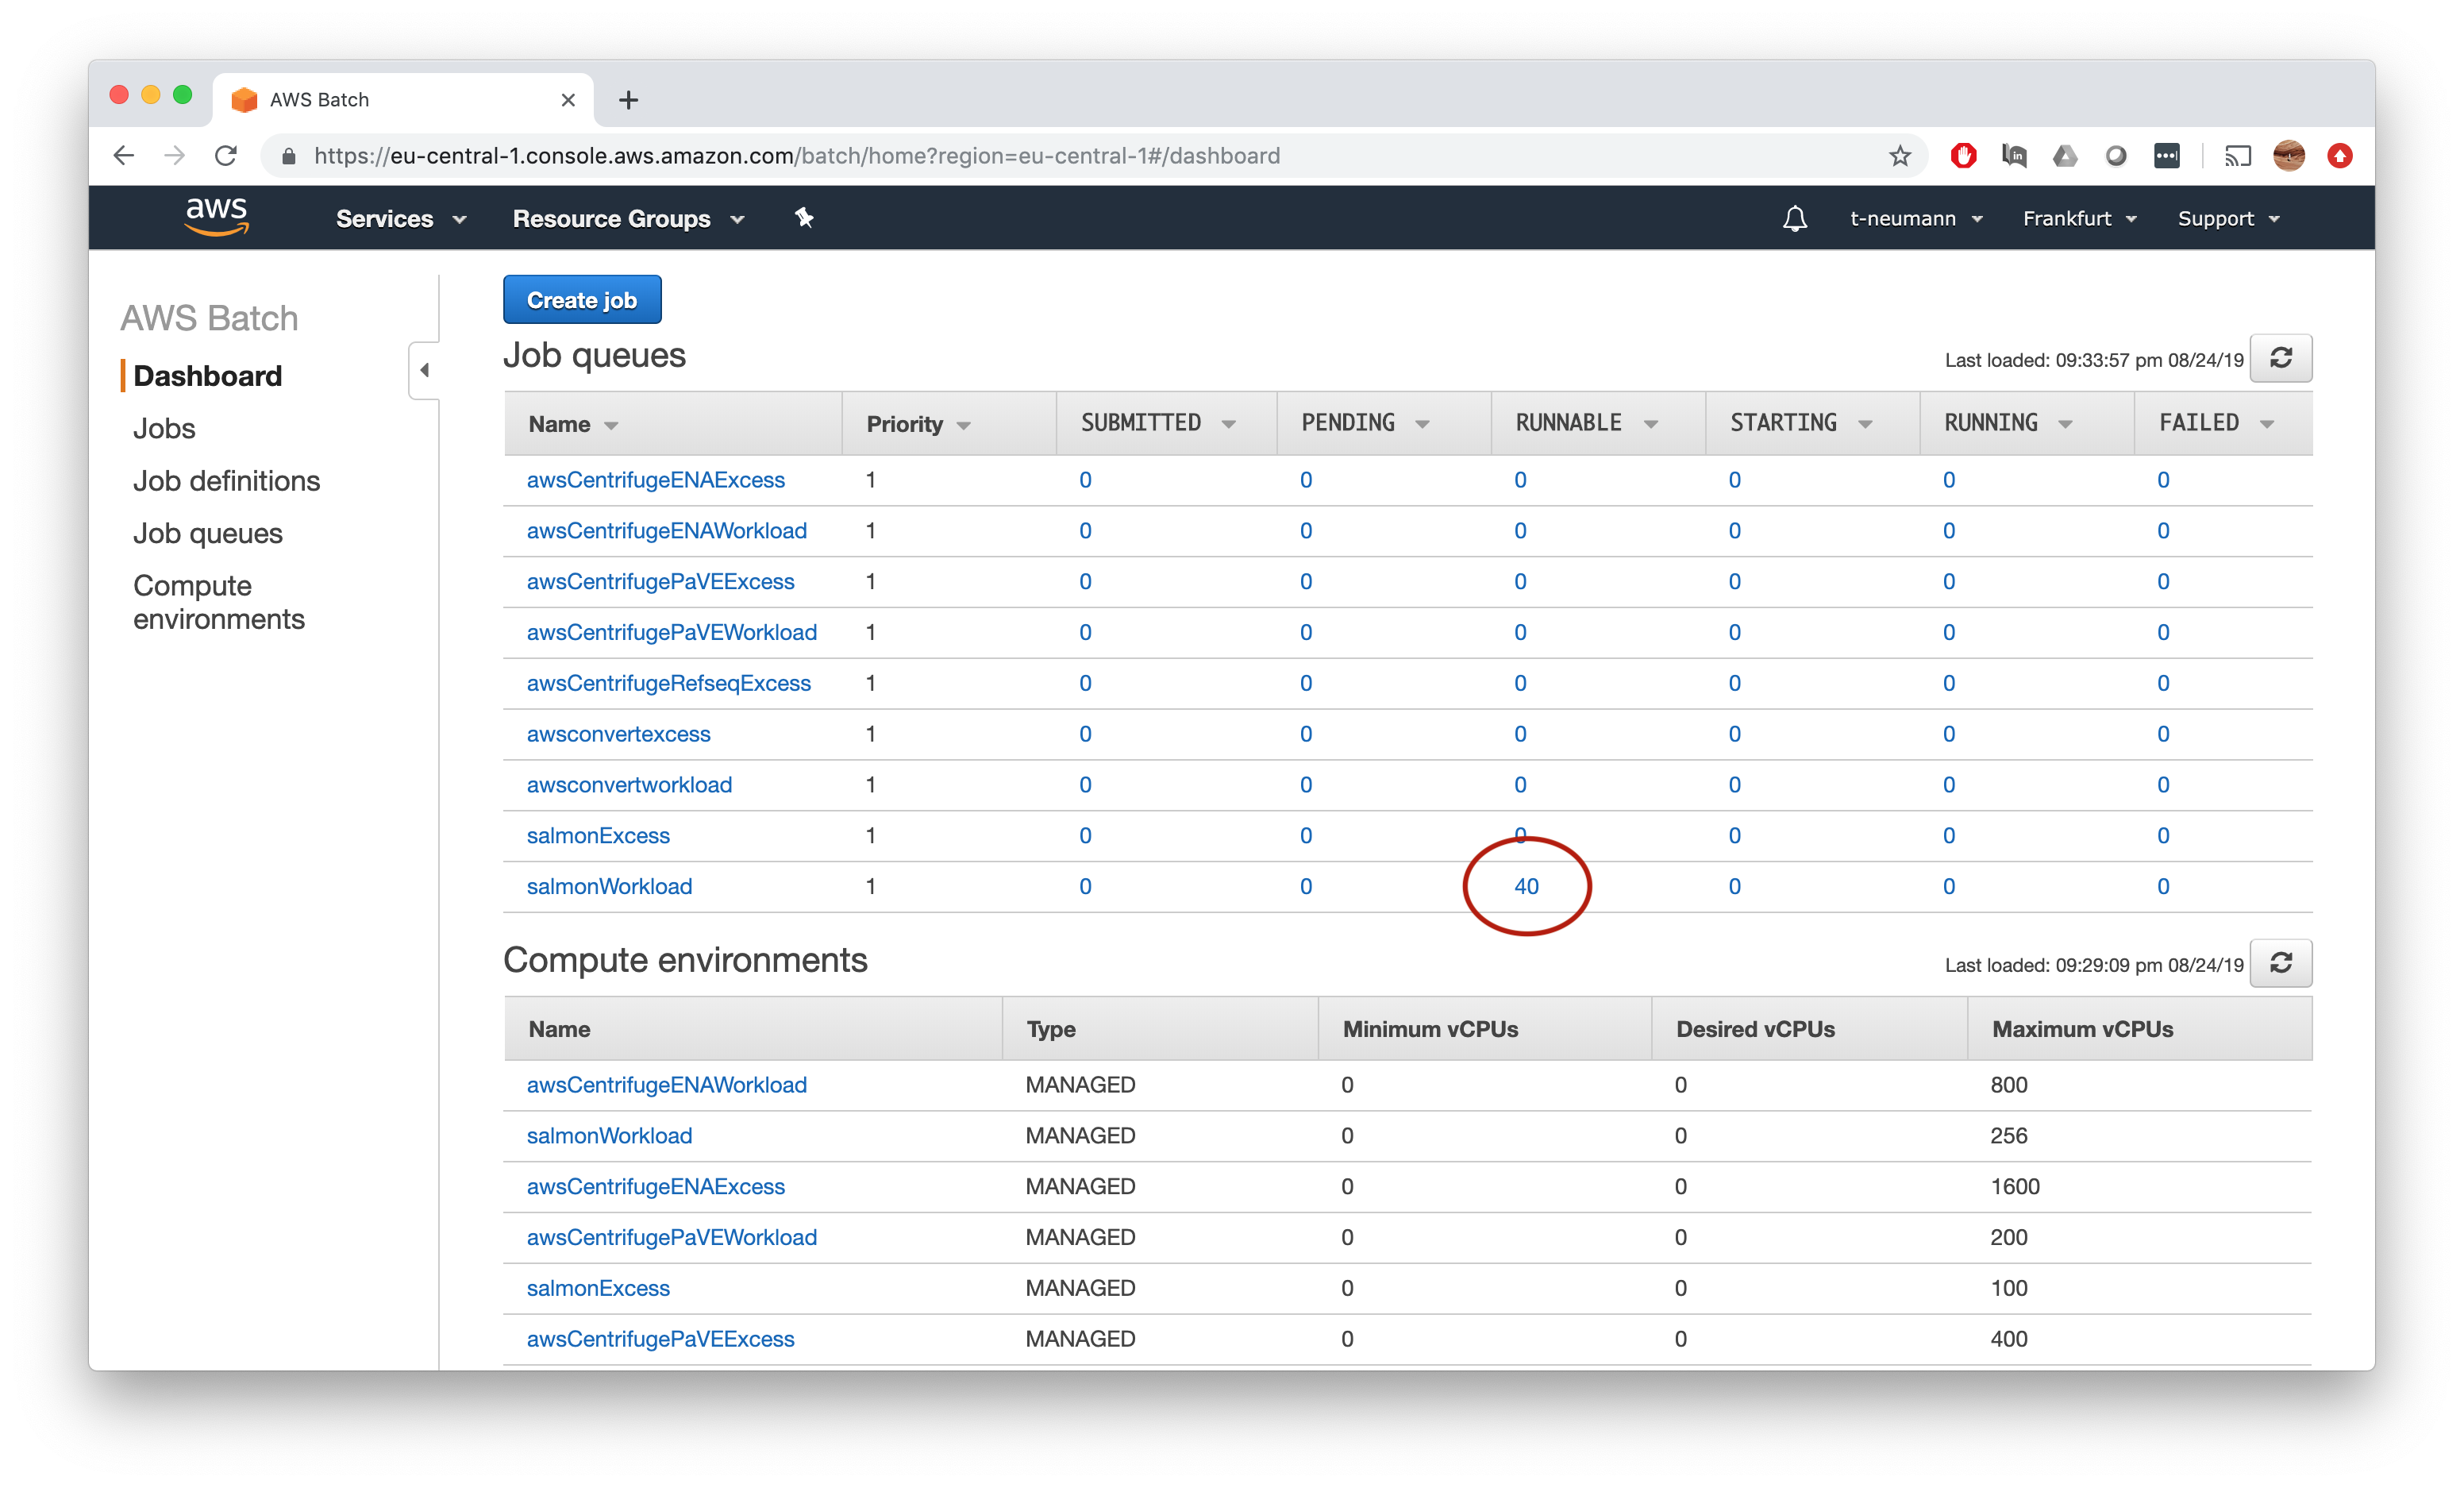 AWS Batch
https://eu-central-1.console.aws.amazon.com/batch/home?region=eu-central-1#/dashboard
aws Services Resource Groups t-neumann Frankfurt Support
AWS Batch
Dashboard
Jobs
Job definitions
Job queues
Compute
environments
Create job
Job queues
Last loaded: 09:33:57 pm 08/24/19
Name Priority SUBMITTED PENDING RUNNABLE STARTING RUNNING FAILED
awsCentrifugeENAExcess 1 0 0 0 0 0 0
awsCentrifugeENAWorkload 1 0 0 0 0 0 0
awsCentrifugePaVEExcess 1 0 0 0 0 0 0
awsCentrifugePaVEWorkload 1 0 0 0 0 0 0
awsCentrifugeRefseqExcess 1 0 0 0 0 0 0
awsconvertexcess 1 0 0 0 0 0 0
awsconvertworkload 1 0 0 0 0 0 0
salmonExcess 1 0 0 0 0 0 0
salmonWorkload 1 0 0 40 0 0 0
Compute environments
Last loaded: 09:29:09 pm 08/24/19
Name Type Minimum vCPUs Desired vCPUs Maximum vCPUs
awsCentrifugeENAWorkload MANAGED 0 0 800
salmonWorkload MANAGED 0 0 256
awsCentrifugeENAExcess MANAGED 0 0 1600
awsCentrifugePaVEWorkload MANAGED 0 0 200
salmonExcess MANAGED 0 0 100
awsCentrifugePaVEExcess MANAGED 0 0 400